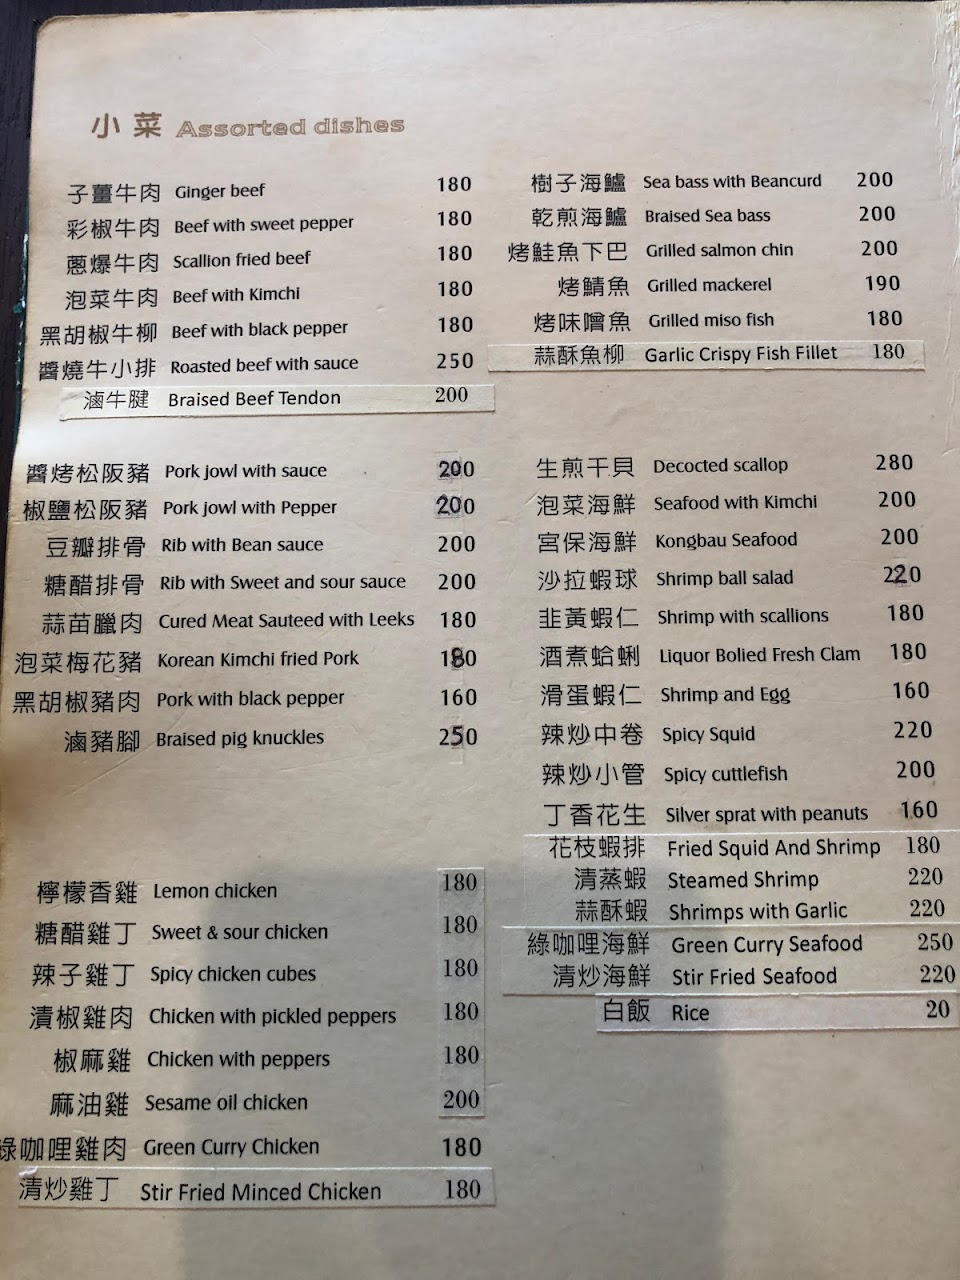 小菜 Assorted dishes
子薑牛肉 Ginger beef 180
彩椒牛肉 Beef with sweet pepper 180
蔥爆牛肉 Scallion fried beef 180
泡菜牛肉 Beef with Kimchi 180
黑胡椒牛柳 Beef with black pepper 180
醬燒牛小排 Roasted beef with sauce 250
滷牛腱 Braised Beef Tendon 200
醬烤松阪豬 Pork jowl with sauce 200
椒鹽松阪豬 Pork jowl with Pepper 200
豆瓣排骨 Rib with Bean sauce 200
糖醋排骨 Rib with Sweet and sour sauce 200
蒜苗臘肉 Cured Meat Sauteed with Leeks 180
泡菜梅花豬 Korean Kimchi fried Pork 180
黑胡椒豬肉 Pork with black pepper 160
滷豬腳 Braised pig knuckles 250
檸檬香雞 Lemon chicken 180
糖醋雞丁 Sweet & sour chicken 180
辣子雞丁 Spicy chicken cubes 180
漬椒雞肉 Chicken with pickled peppers 180
椒麻雞 Chicken with peppers 180
麻油雞 Sesame oil chicken 200
綠咖哩雞肉 Green Curry Chicken 180
清炒雞丁 Stir Fried Minced Chicken 180
樹子海鱸 Sea bass with Beancurd 200
乾煎海鱸 Braised Sea bass 200
烤鮭魚下巴 Grilled salmon chin 200
烤鯖魚 Grilled mackerel 190
烤味噌魚 Grilled miso fish 180
蒜酥魚柳 Garlic Crispy Fish Fillet 180
生煎干貝 Decocted scallop 280
泡菜海鮮 Seafood with Kimchi 200
宮保海鮮 Kongbau Seafood 200
沙拉蝦球 Shrimp ball salad 220
韭黃蝦仁 Shrimp with scallions 180
酒煮蛤蜊 Liquor Bolied Fresh Clam 180
滑蛋蝦仁 Shrimp and Egg 160
辣炒中卷 Spicy Squid 220
辣炒小管 Spicy cuttlefish 200
丁香花生 Silver sprat with peanuts 160
花枝蝦排 Fried Squid And Shrimp 180
清蒸蝦 Steamed Shrimp 220
蒜酥蝦 Shrimps with Garlic 220
綠咖哩海鮮 Green Curry Seafood 250
清炒海鮮 Stir Fried Seafood 220
白飯 Rice 20